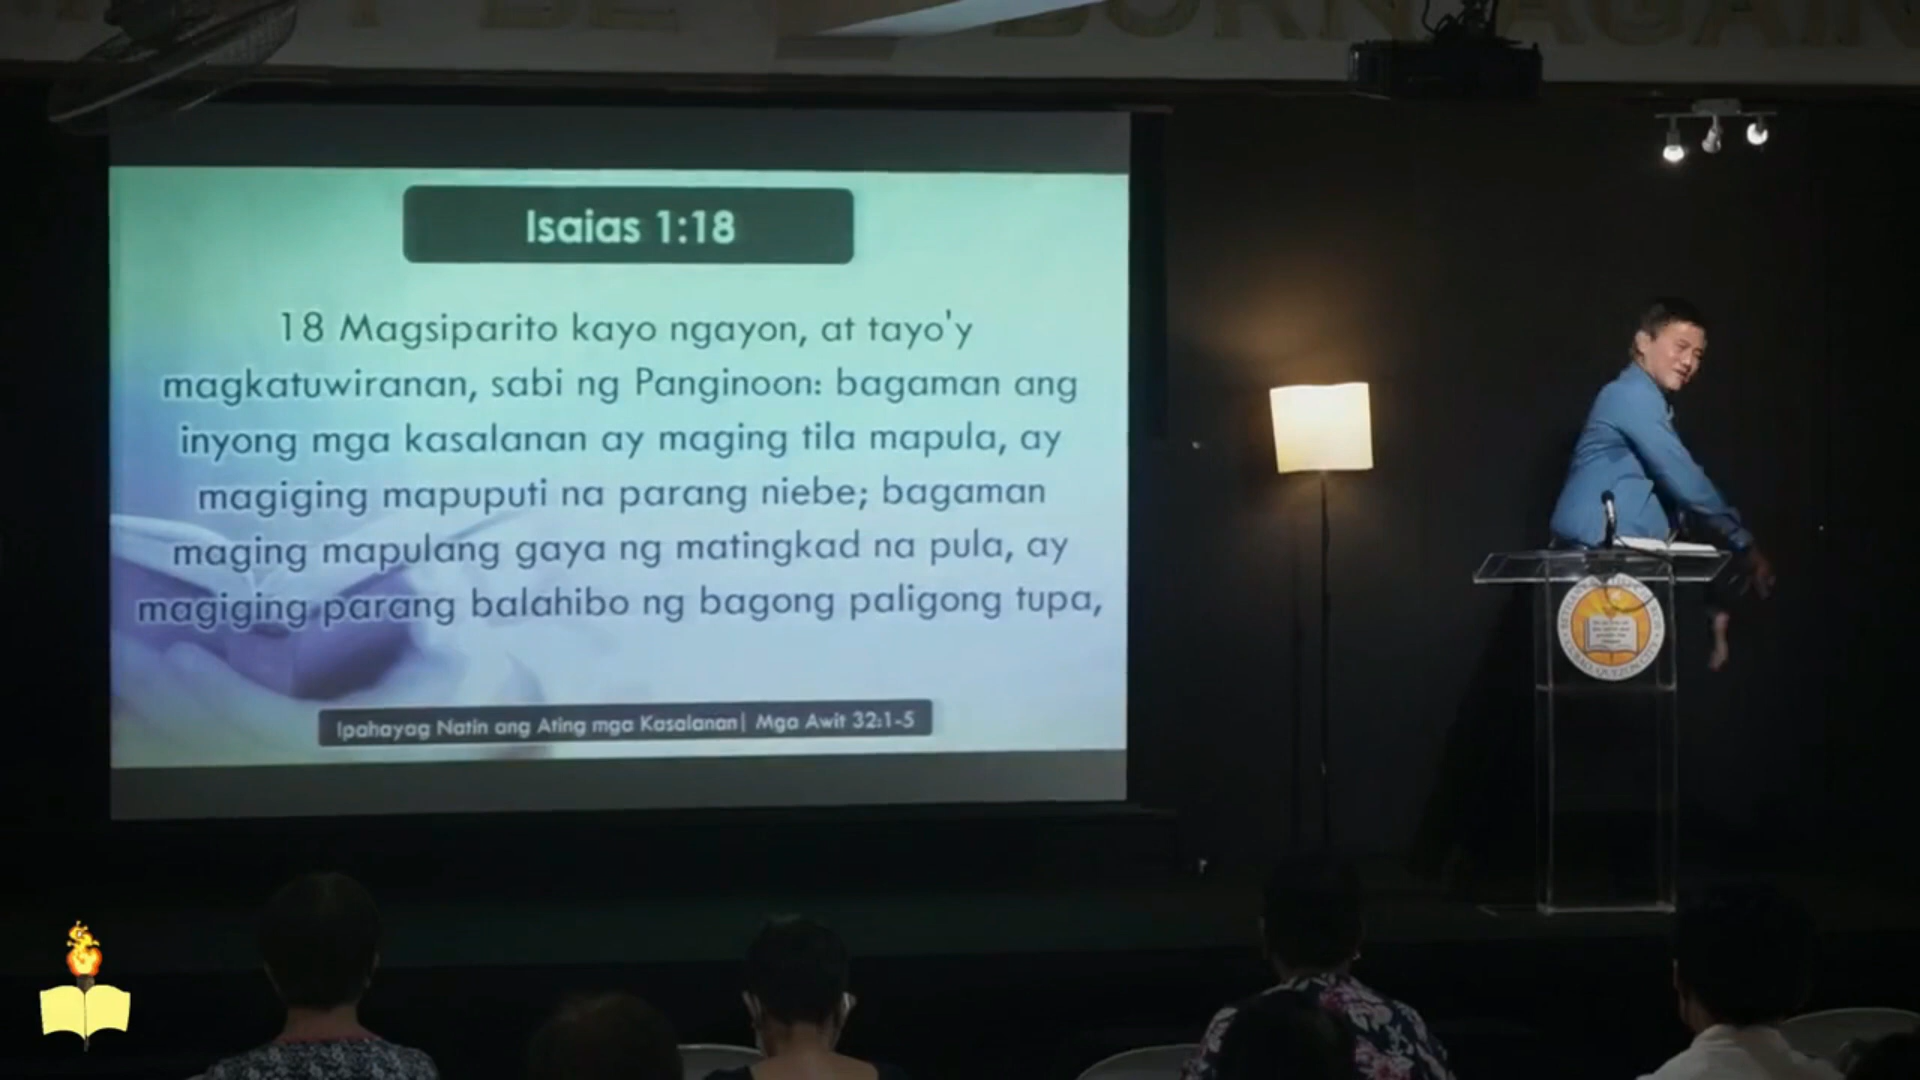 BORN AGAIN
Isaias 1:18
18 Magsiparito kayo ngayon, at tayo'y
magkatuwiranan, sabi ng Panginoon: bagaman ang
inyong mga kasalanan ay maging tila mapula, ay
magiging mapuputi na parang niebe; bagaman
maging mapulang gaya ng matingkad na pula, ay
magiging parang balahibo ng bagong paligong tupa,
Ipahayag Natin ang Ating mga Kasalanan| Mga Awit 32:1-5